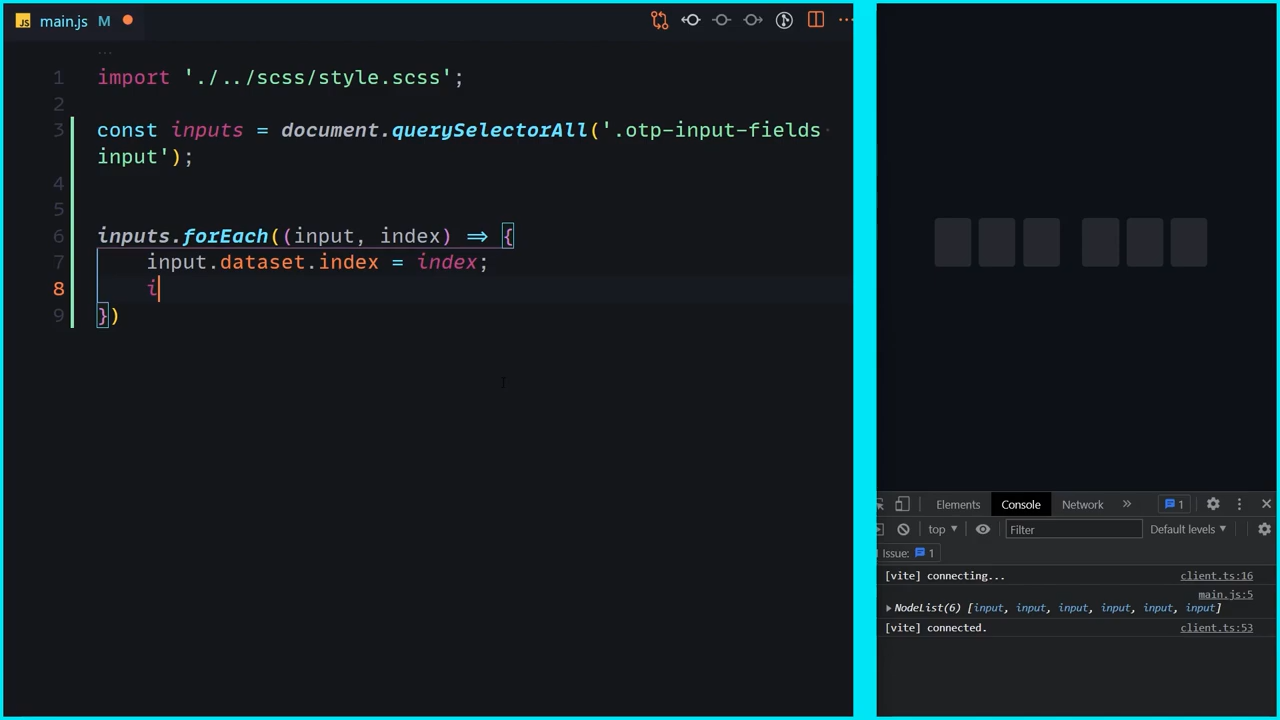 JS main.js M
...
1 import './../scss/style.scss';
2
3 const inputs = document.querySelectorAll('.otp-input-fields
input');
4
5
6 inputs.forEach((input, index) => {
7 input.dataset.index = index;
8 i
9 })
Elements Console Network » 1
top Filter Default levels
Issue: 1
[vite] connecting... client.ts:16
main.js:5
NodeList(6) [input, input, input, input, input, input]
[vite] connected. client.ts:53